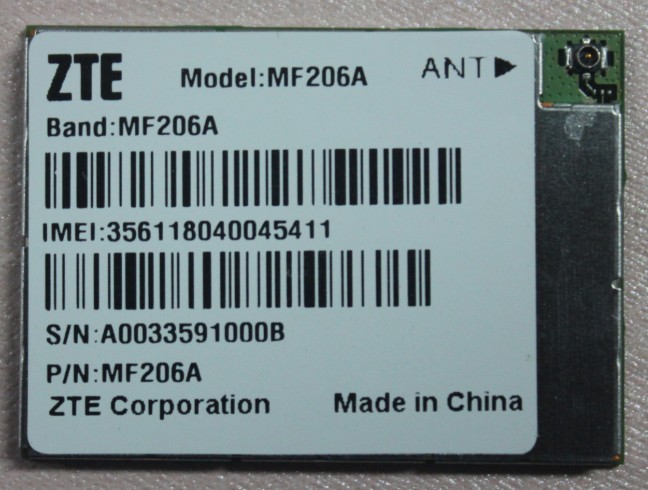 ZTE Model:MF206A ANT
Band:MF206A
IMEI:356118040045411
S/N:A0033591000B
P/N:MF206A
ZTE Corporation Made in China